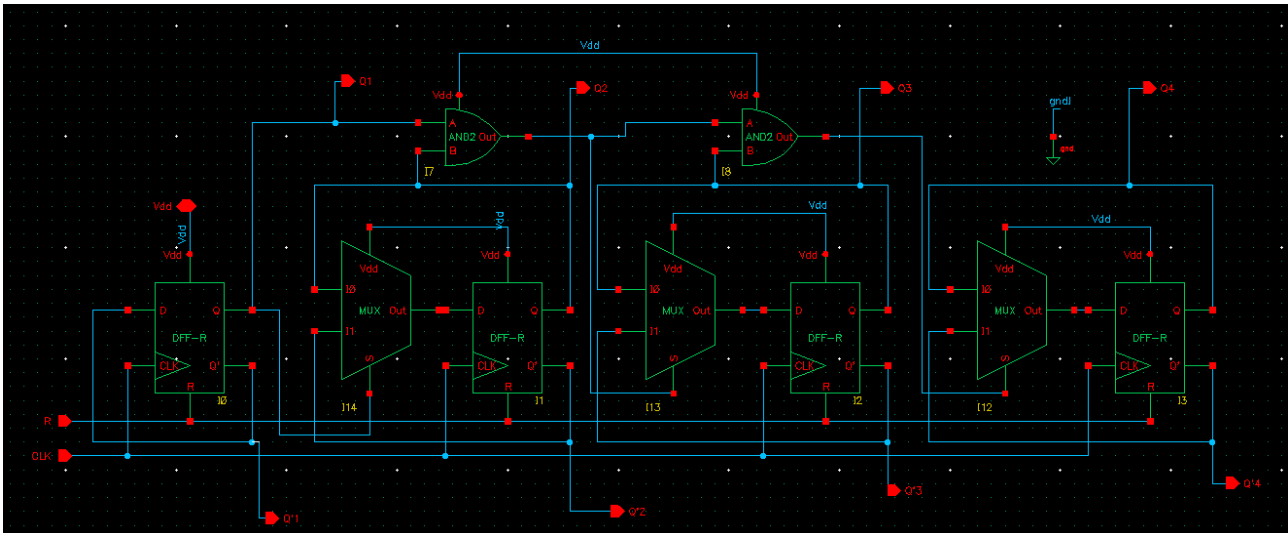 Vdd
Q1
Q2
Q3
Q4
Vdd
Vdd
gnd!
A
AND2 Out
B
A
AND2 Out
B
gnd
I7
I8
Vdd
Vdd
Vdd
Vdd
Vdd
Vdd
Vdd
Vdd
Vdd
Vdd
Vdd
Vdd
D
Q
DFF-R
CLK
Q'
R
I0
I0
I1
MUX
Out
S
I14
D
Q
DFF-R
CLK
Q'
R
I1
I0
I1
MUX
Out
S
I13
D
Q
DFF-R
CLK
Q'
R
I2
I0
I1
MUX
Out
S
I12
D
Q
DFF-R
CLK
Q'
R
I3
R
CLK
Q'1
Q'2
Q'3
Q'4